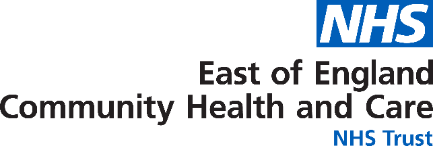 NHS
East of England
Community Health and Care
NHS Trust